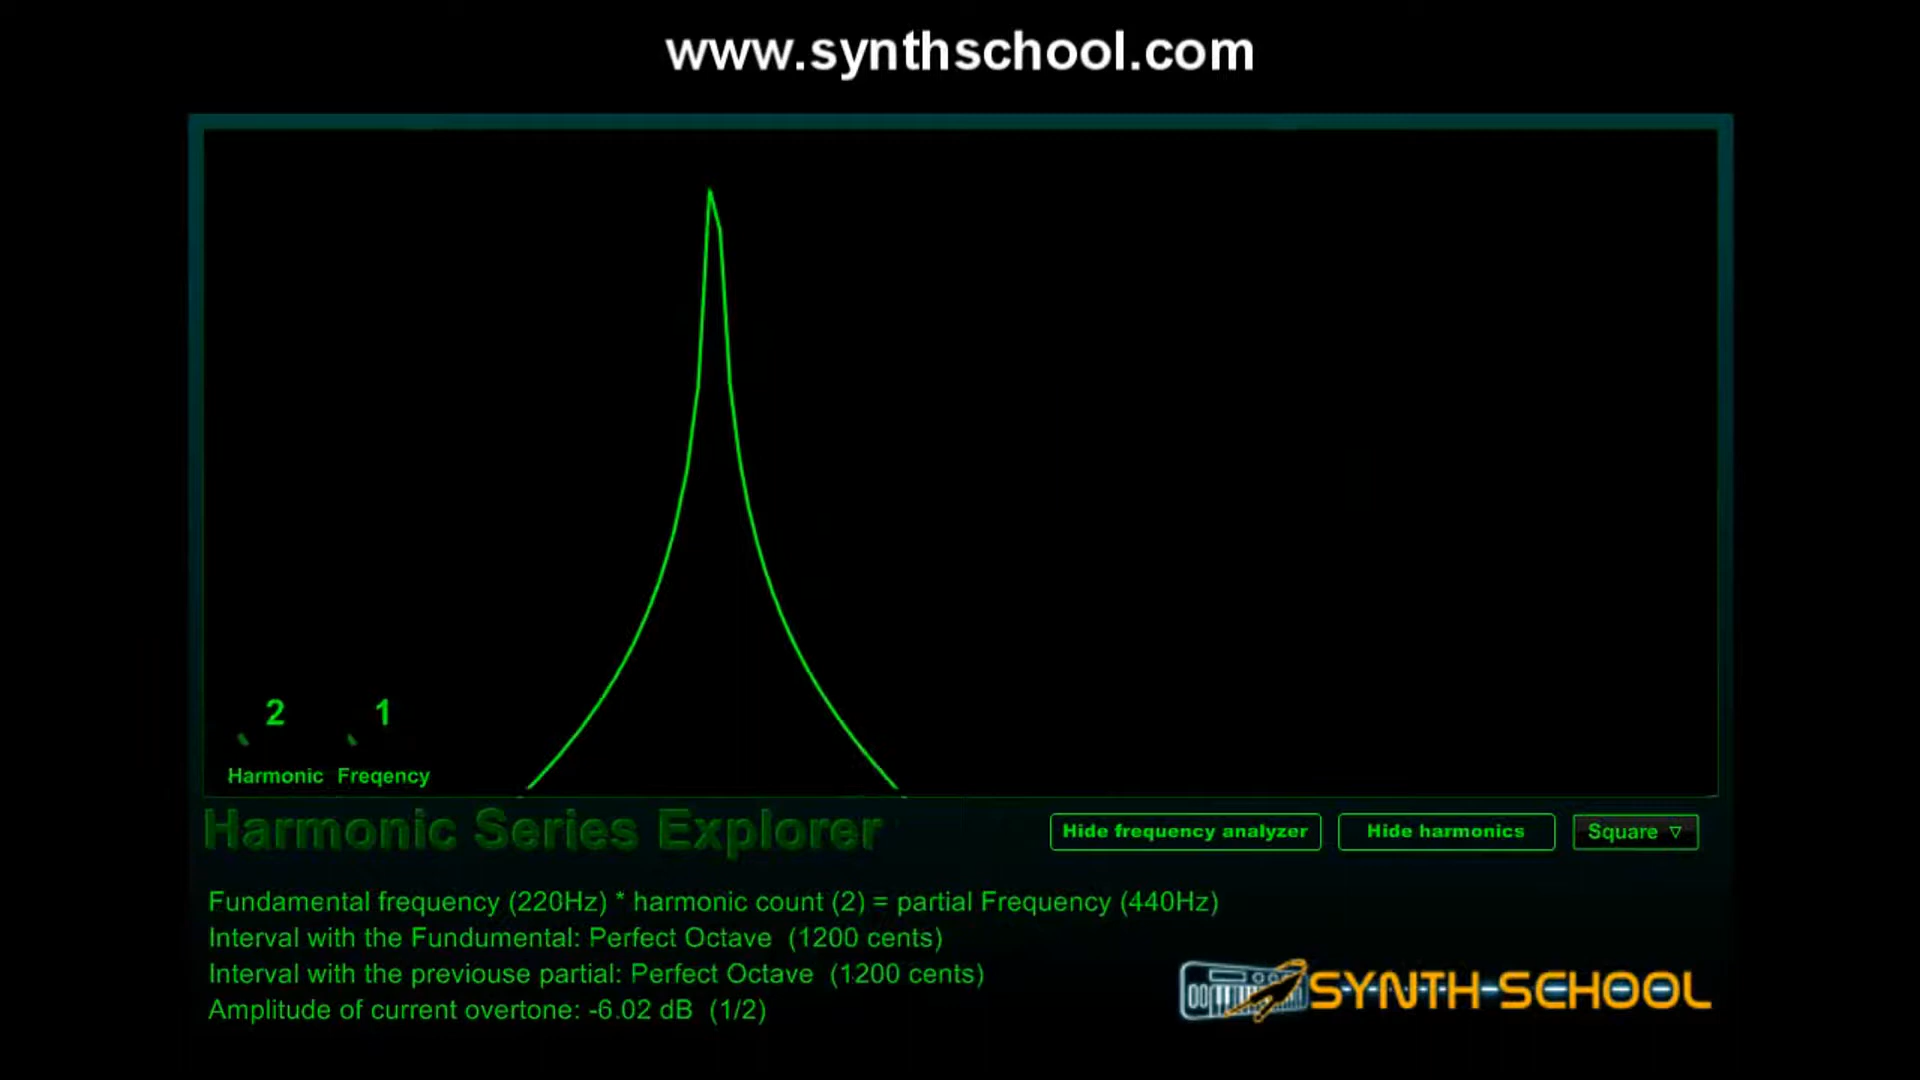 www.synthschool.com
2 1
Harmonic Freqency
Harmonic Series Explorer
Hide frequency analyzer Hide harmonics Square ▽
Fundamental frequency (220Hz) * harmonic count (2) = partial Frequency (440Hz)
Interval with the Fundumental: Perfect Octave (1200 cents)
Interval with the previouse partial: Perfect Octave (1200 cents)
Amplitude of current overtone: -6.02 dB (1/2)
SYNTH-SCHOOL